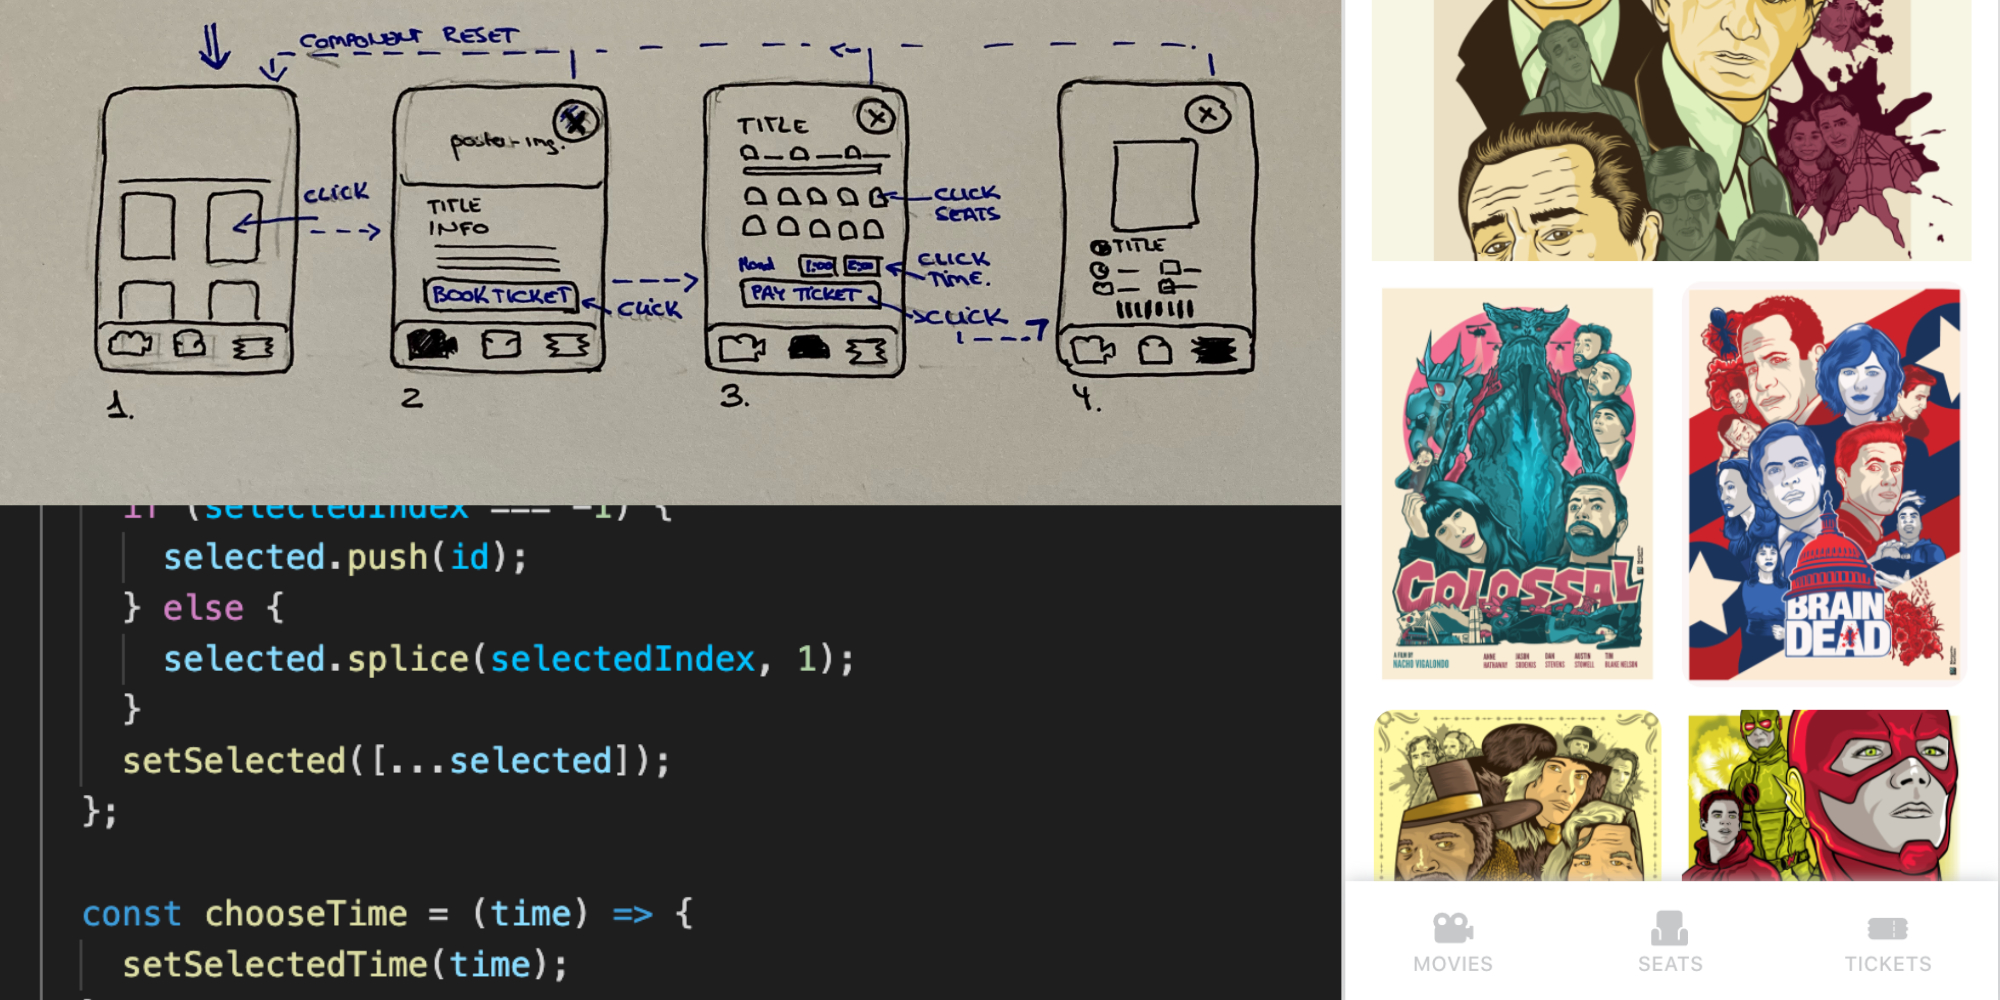 COMPONENT RESET
poster-img.
TITLE
INFO
BOOK TICKET
CLICK
CLICK
1.
2
TITLE
CLICK
SEATS
1:00
CLICK
TIME.
PAY TICKET
CLICK
3.
TITLE
4.
if (selectedIndex === -1) {
selected.push(id);
} else {
selected.splice(selectedIndex, 1);
}
setSelected([...selected]);
};
const chooseTime = (time) => {
setSelectedTime(time);
COLOSSAL
A FILM BY
NACHO VIGALONDO
ANNE
HATHAWAY
JASON
SUDEIKIS
DAN
STEVENS
AUSTIN
STOWELL
TIM
BLAKE NELSON
BRAIN
DEAD
MOVIES
SEATS
TICKETS